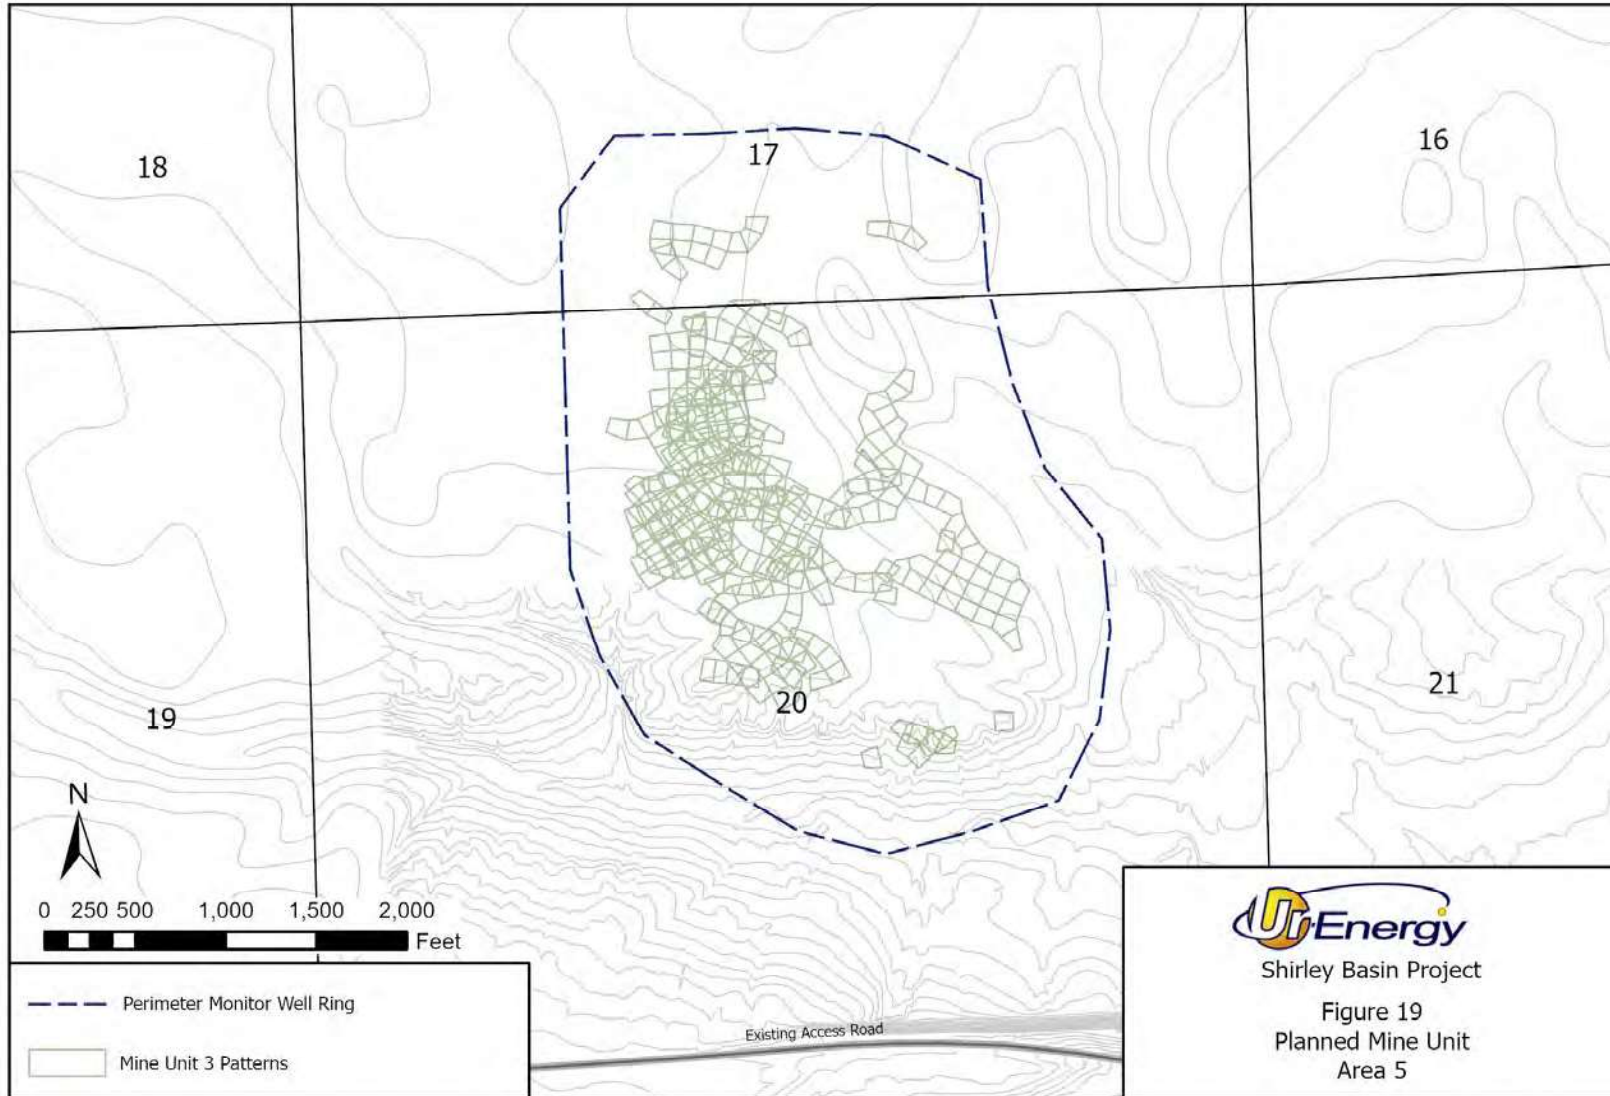 17
16
18
20
21
19
N
0 250 500 1,000 1,500 2,000
Feet
Perimeter Monitor Well Ring
Mine Unit 3 Patterns
Existing Access Road
Ur-Energy
Shirley Basin Project
Figure 19
Planned Mine Unit
Area 5